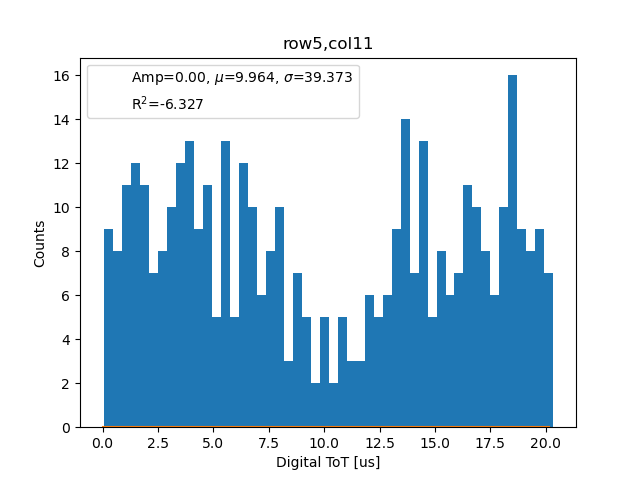 row5,col11
Amp=0.00, μ=9.964, σ=39.373
R²=-6.327
16
14
12
10
8
6
4
2
0
Counts
0.0 2.5 5.0 7.5 10.0 12.5 15.0 17.5 20.0
Digital ToT [us]